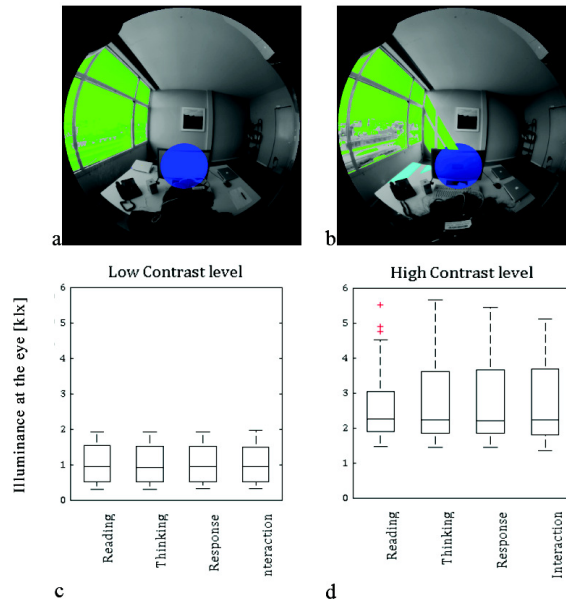 a
b
Low Contrast level
High Contrast level
Illuminance at the eye [klx]
6
5
4
3
2
1
0
Reading
Thinking
Response
nteraction
6
5
4
3
2
1
0
Reading
Thinking
Response
Interaction
c
d